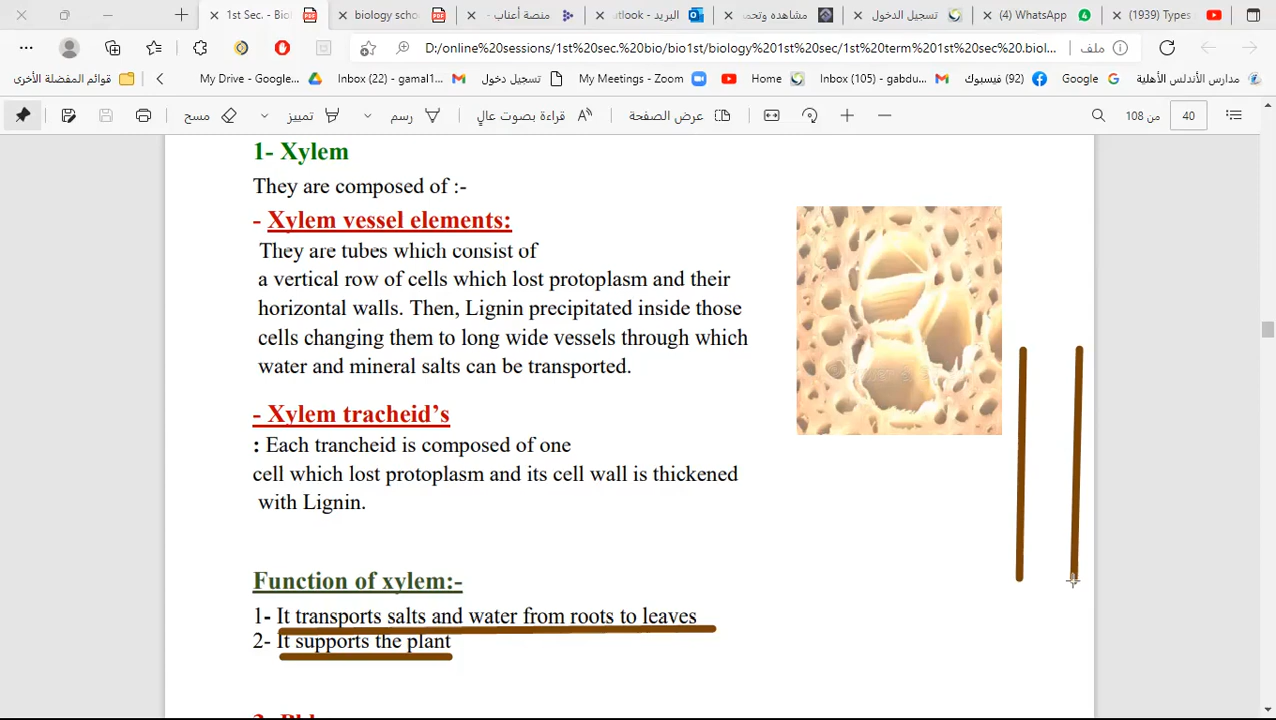 1st Sec. - Bio
biology scho
منصة أعناب -
البريد - utlook
مشاهدة وتحم
تسجيل الدخول
(4) WhatsApp
4
(1939) Types
D:/online%20sessions/1st%20sec.%20bio/bio1st/biology%201st%20sec/1st%20term%201st%20sec%20.biol...
ملف
قوائم المفضلة الأخرى
My Drive - Google...
Inbox (22) - gamal1...
تسجيل دخول
My Meetings - Zoom
Home
Inbox (105) - gabdu...
(92) فيسبوك
Google
مدارس الأندلس الأهلية
مسح
تمييز
رسم
قراءة بصوت عالٍ
عرض الصفحة
من 108
40
1- Xylem
They are composed of :-
- Xylem vessel elements:
They are tubes which consist of
a vertical row of cells which lost protoplasm and their
horizontal walls. Then, Lignin precipitated inside those
cells changing them to long wide vessels through which
water and mineral salts can be transported.
- Xylem tracheid’s
: Each trancheid is composed of one
cell which lost protoplasm and its cell wall is thickened
with Lignin.
Function of xylem:-
1- It transports salts and water from roots to leaves
2- It supports the plant